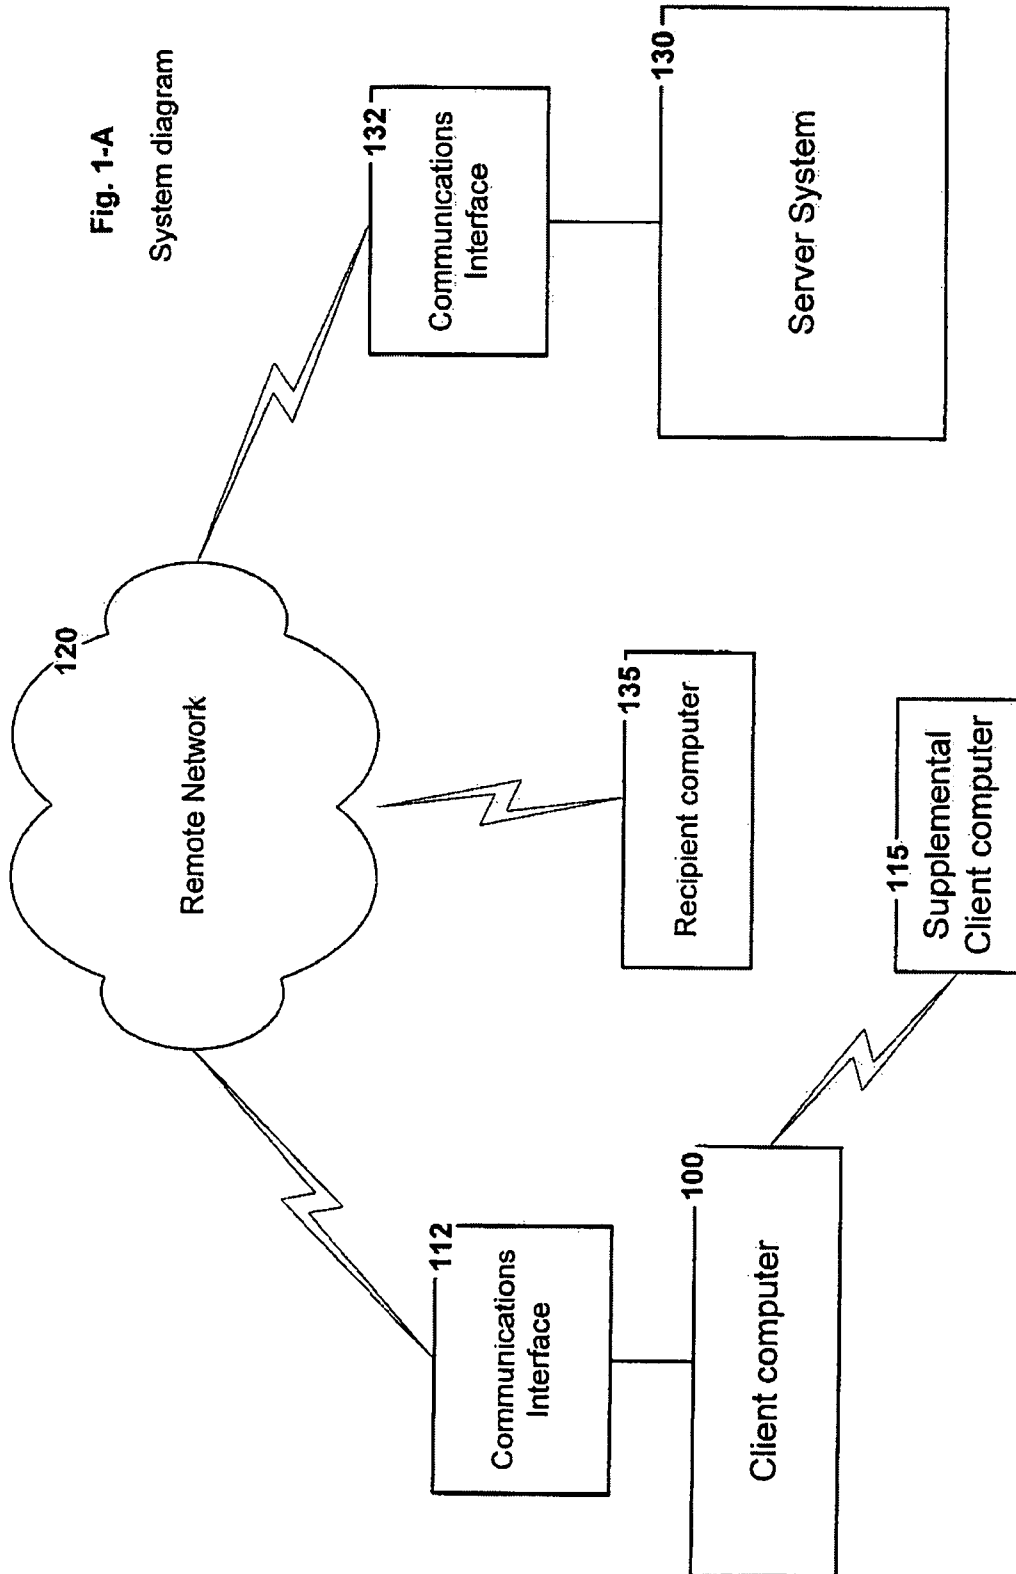 Fig. 1-A
System diagram
120
Remote Network
132
Communications
Interface
130
Server System
135
Recipient computer
112
Communications
Interface
100
Client computer
115
Supplemental
Client computer